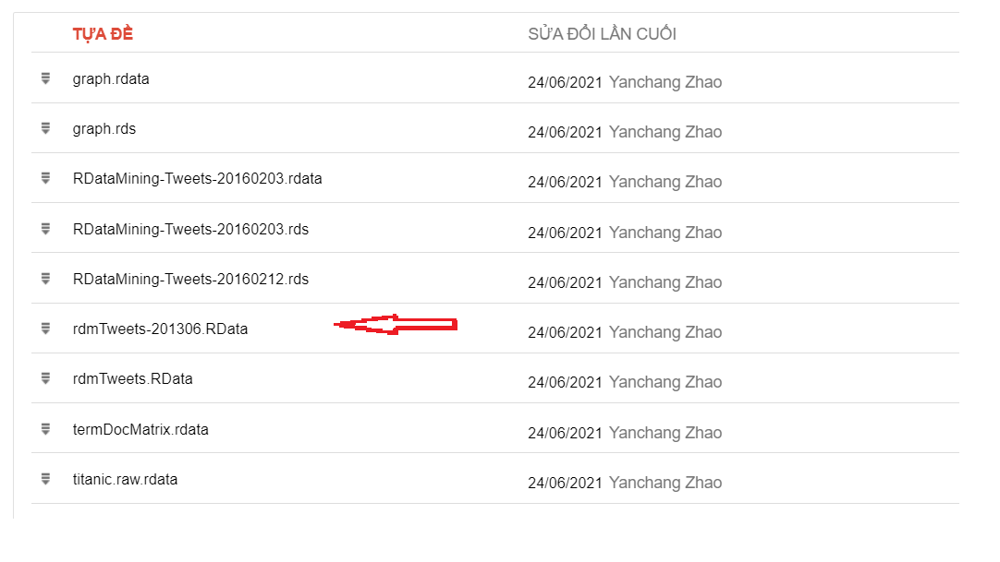 TỰA ĐỀ SỬA ĐỔI LẦN CUỐI
graph.rdata 24/06/2021 Yanchang Zhao
graph.rds 24/06/2021 Yanchang Zhao
RDataMining-Tweets-20160203.rdata 24/06/2021 Yanchang Zhao
RDataMining-Tweets-20160203.rds 24/06/2021 Yanchang Zhao
RDataMining-Tweets-20160212.rds 24/06/2021 Yanchang Zhao
rdmTweets-201306.RData 24/06/2021 Yanchang Zhao
rdmTweets.RData 24/06/2021 Yanchang Zhao
termDocMatrix.rdata 24/06/2021 Yanchang Zhao
titanic.raw.rdata 24/06/2021 Yanchang Zhao